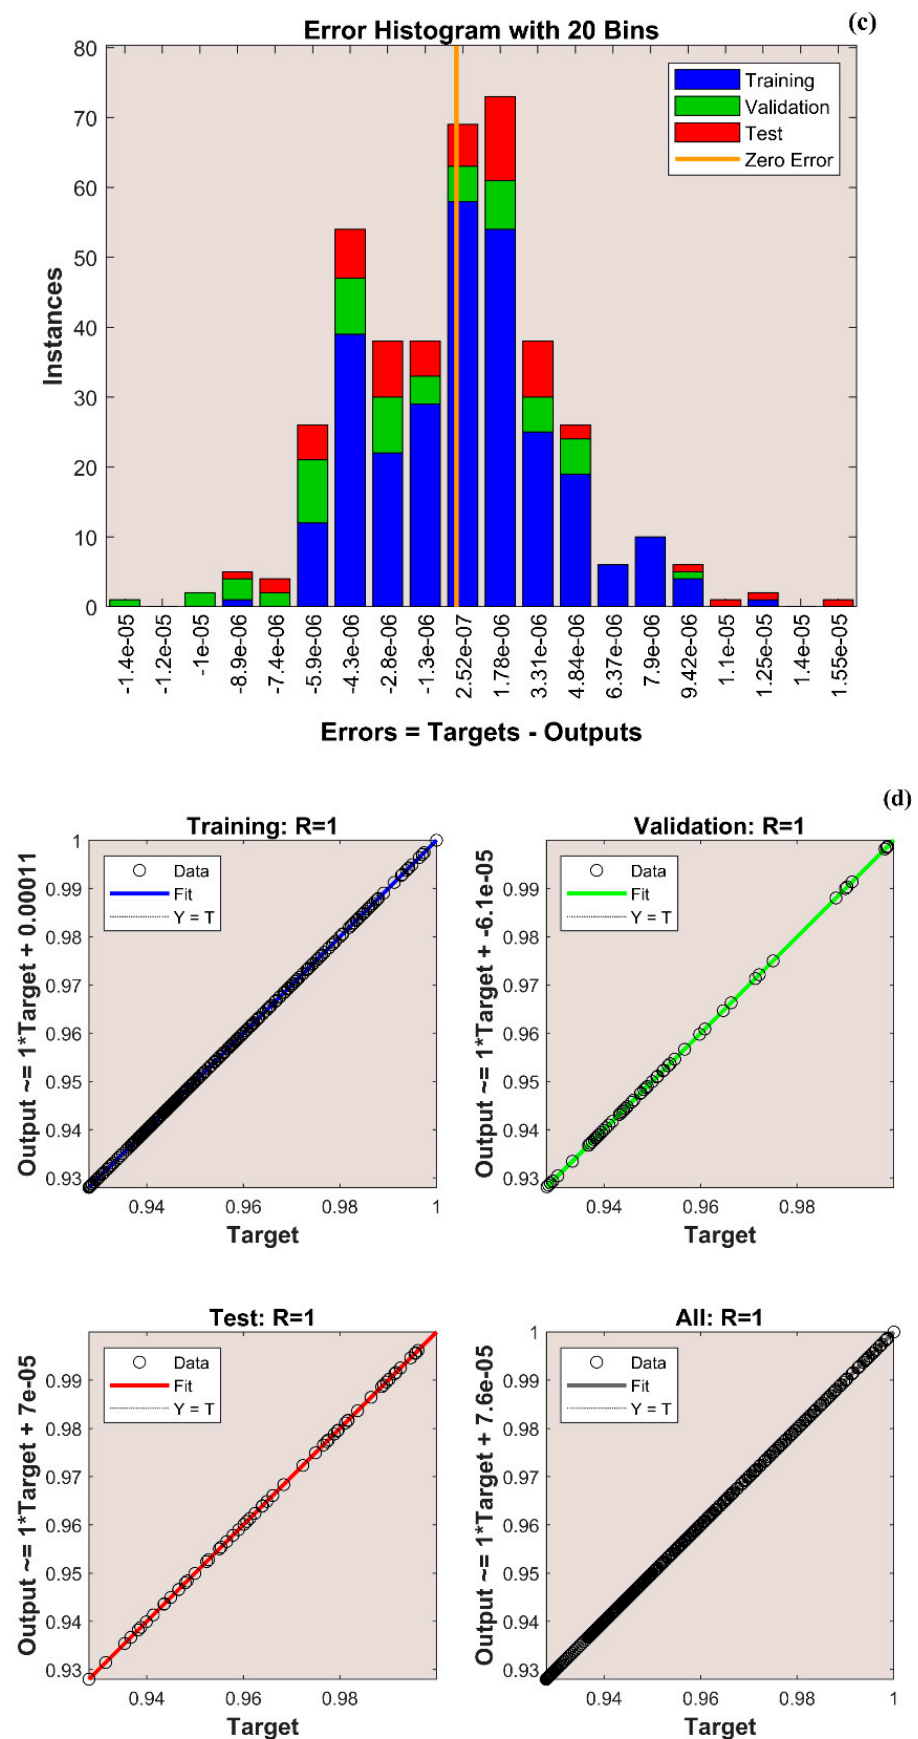 (c)
Error Histogram with 20 Bins
80
70
60
50
40
30
20
10
0
Instances
Training
Validation
Test
Zero Error
-1.4e-05
-1.2e-05
-1e-05
-8.9e-06
-7.4e-06
-5.9e-06
-4.3e-06
-2.8e-06
-1.3e-06
2.52e-07
1.78e-06
3.31e-06
4.84e-06
6.37e-06
7.9e-06
9.42e-06
1.1e-05
1.25e-05
1.4e-05
1.55e-05
Errors = Targets - Outputs
(d)
Training: R=1
Output ~= 1*Target + 0.00011
1
0.99
0.98
0.97
0.96
0.95
0.94
0.93
Data
Fit
Y = T
0.94
0.96
0.98
1
Target
Validation: R=1
Output ~= 1*Target + -6.1e-05
0.99
0.98
0.97
0.96
0.95
0.94
0.93
Data
Fit
Y = T
0.94
0.96
0.98
Target
Test: R=1
Output ~= 1*Target + 7e-05
0.99
0.98
0.97
0.96
0.95
0.94
0.93
Data
Fit
Y = T
0.94
0.96
0.98
Target
All: R=1
Output ~= 1*Target + 7.6e-05
1
0.99
0.98
0.97
0.96
0.95
0.94
0.93
Data
Fit
Y = T
0.94
0.96
0.98
1
Target